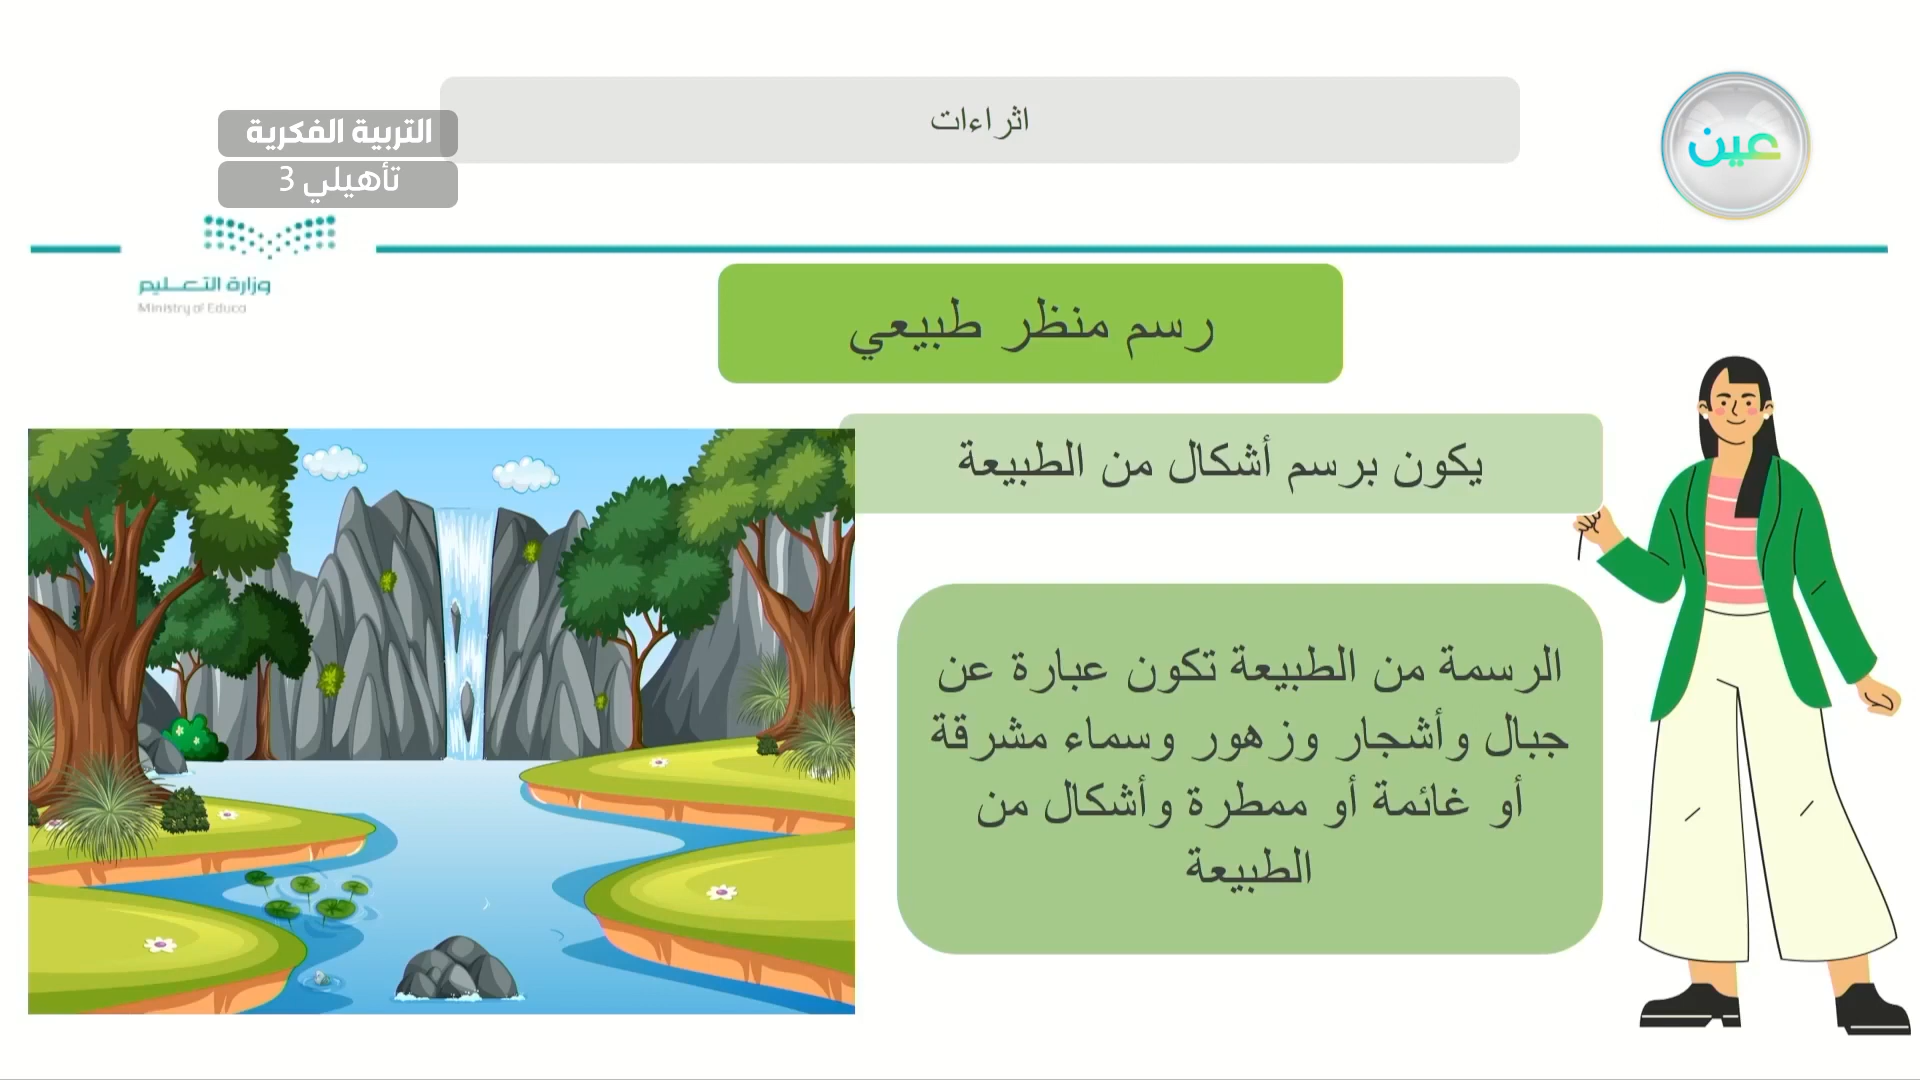 اثراءات
عين
التربية الفكرية
تأهيلي 3
وزارة التعليم
Ministry of Educa
رسم منظر طبيعي
يكون برسم أشكال من الطبيعة
الرسمة من الطبيعة تكون عبارة عن
جبال وأشجار وزهور وسماء مشرقة
أو غائمة أو ممطرة وأشكال من
الطبيعة